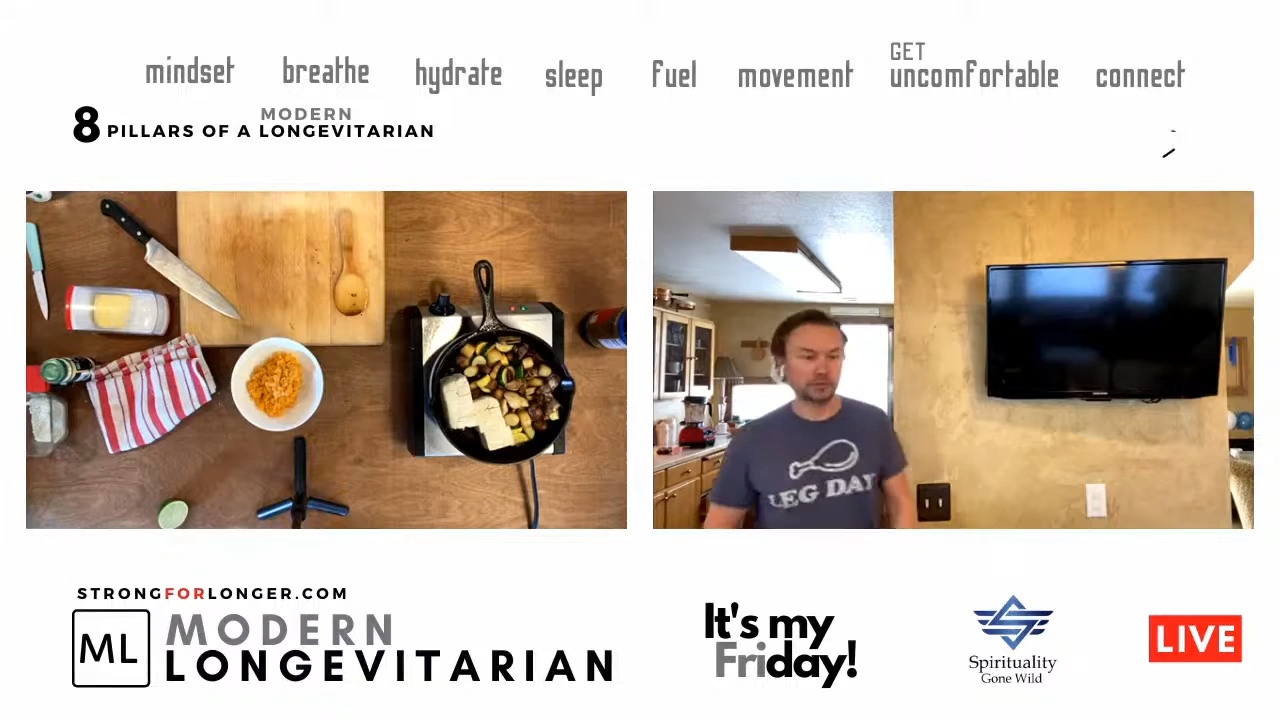 mindset breathe hydrate sleep fuel movement GET uncomfortable connect
MODERN
8 PILLARS OF A LONGEVITARIAN
LEG DAY
STRONGFORLONGER.COM
ML MODERN
LONGEVITARIAN
It's my
Friday!
Spirituality
Gone Wild
LIVE